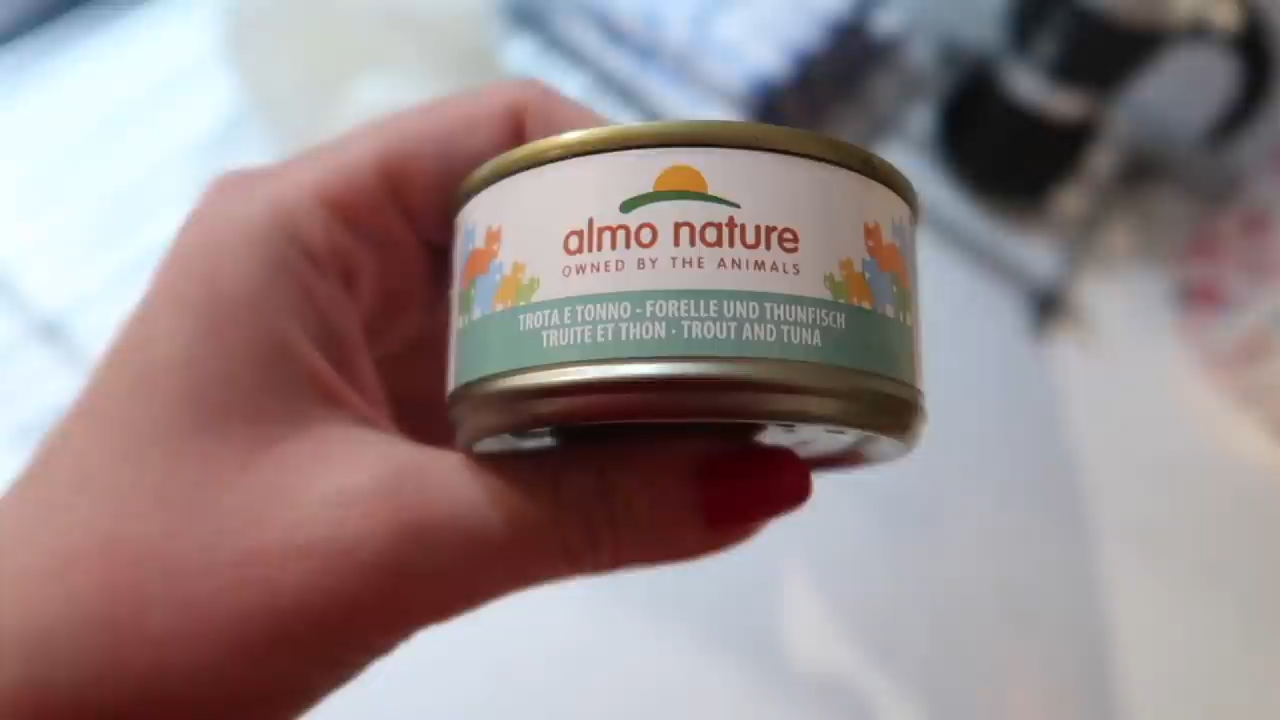 almo nature
OWNED BY THE ANIMALS
TROTA E TONNO - FORELLE UND THUNFISCH
TRUITE ET THON · TROUT AND TUNA